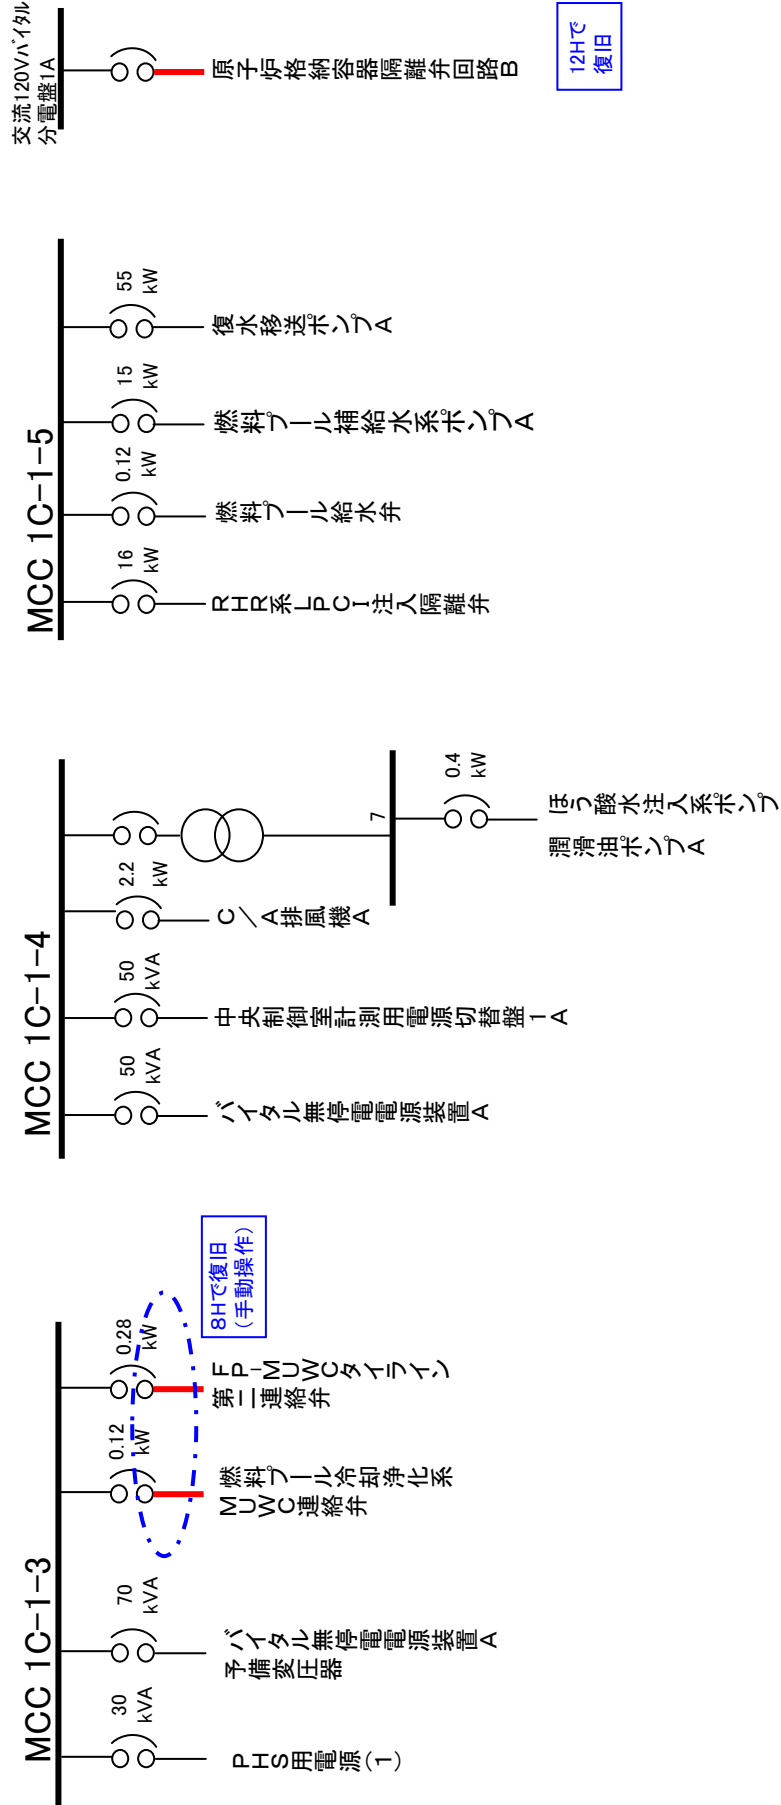 MCC 1C-1-3
30
kVA
PHS用電源(1)
70
kVA
バイタル無停電電源装置A
予備変圧器
0.12
kW
燃料プール冷却浄化系
MUWC連絡弁
0.28
kW
FP-MUWCタイライン
第二連絡弁
8Hで復旧
(手動操作)
MCC 1C-1-4
50
kVA
バイタル無停電電源装置A
50
kVA
中央制御室計測用電源切替盤1A
2.2
kW
C/A排風機A
7
0.4
kW
ほう酸水注入系ポンプ
潤滑油ポンプA
MCC 1C-1-5
16
kW
RHR系LPCI注入隔離弁
0.12
kW
燃料プール給水弁
15
kW
燃料プール補給水系ポンプA
55
kW
復水移送ポンプA
交流120Vバイタル
分電盤1A
原子炉格納容器隔離弁回路B
12Hで
復旧